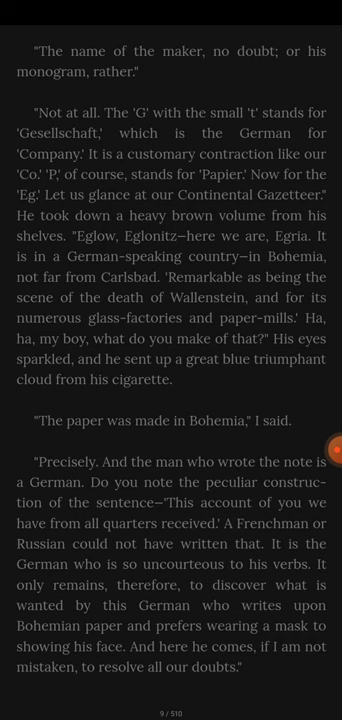 "The name of the maker, no doubt; or his
monogram, rather."
"Not at all. The 'G' with the small 't' stands for
'Gesellschaft,' which is the German for
'Company.' It is a customary contraction like our
'Co.' 'P,' of course, stands for 'Papier.' Now for the
'Eg.' Let us glance at our Continental Gazetteer."
He took down a heavy brown volume from his
shelves. "Eglow, Eglonitz—here we are, Egria. It
is in a German-speaking country—in Bohemia,
not far from Carlsbad. 'Remarkable as being the
scene of the death of Wallenstein, and for its
numerous glass-factories and paper-mills.' Ha,
ha, my boy, what do you make of that?" His eyes
sparkled, and he sent up a great blue triumphant
cloud from his cigarette.
"The paper was made in Bohemia," I said.
"Precisely. And the man who wrote the note is
a German. Do you note the peculiar construc-
tion of the sentence—'This account of you we
have from all quarters received.' A Frenchman or
Russian could not have written that. It is the
German who is so uncourteous to his verbs. It
only remains, therefore, to discover what is
wanted by this German who writes upon
Bohemian paper and prefers wearing a mask to
showing his face. And here he comes, if I am not
mistaken, to resolve all our doubts."
9 / 510